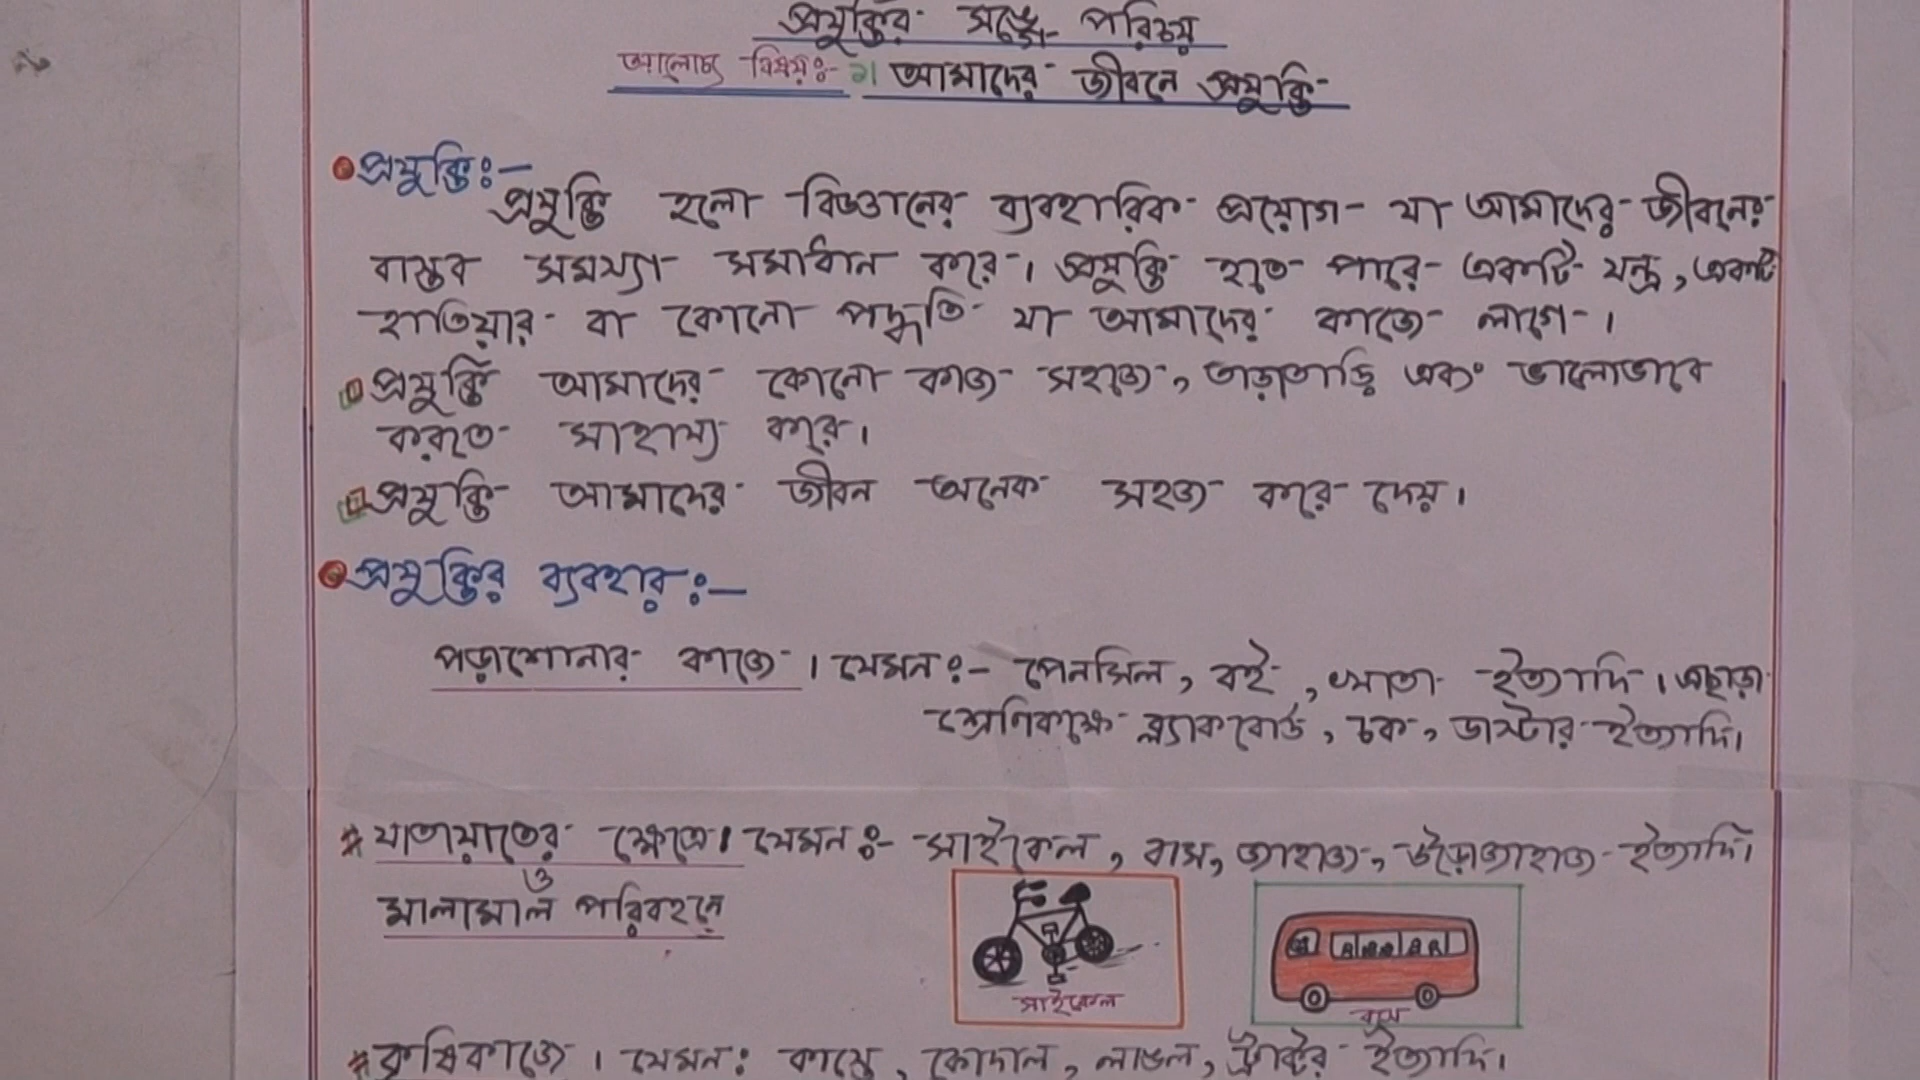 প্রযুক্তির সঙ্গে পরিচয়
আলোচ্য বিষয়ঃ- ১। আমাদের জীবনে প্রযুক্তি
প্রযুক্তিঃ-
প্রযুক্তি হলো বিজ্ঞানের ব্যবহারিক প্রয়োগ যা আমাদের জীবনের
বাস্তব সমস্যা সমাধান করে। প্রযুক্তি হতে পারে একটি যন্ত্র, একটি
হাতিয়ার বা কোনো পদ্ধতি যা আমাদের কাজে লাগে।
প্রযুক্তি আমাদের কোনো কাজ সহজে, তাড়াতাড়ি এবং ভালোভাবে
করতে সাহায্য করে।
প্রযুক্তি আমাদের জীবন অনেক সহজ করে দেয়।
প্রযুক্তির ব্যবহারঃ-
পড়াশোনার কাজে। যেমনঃ- পেনসিল, বই, খাতা ইত্যাদি। এছাড়া
শ্রেণিকক্ষে ব্ল্যাকবোর্ড, চক, ডাস্টার ইত্যাদি।
* যাতায়াতের ক্ষেত্রে। যেমনঃ- সাইকেল, বাস, জাহাজ, উড়োজাহাজ ইত্যাদি।
ও
মালামাল পরিবহনে
সাইকেল
বাস
* কৃষিকাজে। যেমনঃ কাস্তে, কোদাল, লাঙল, ট্রাক্টর ইত্যাদি।